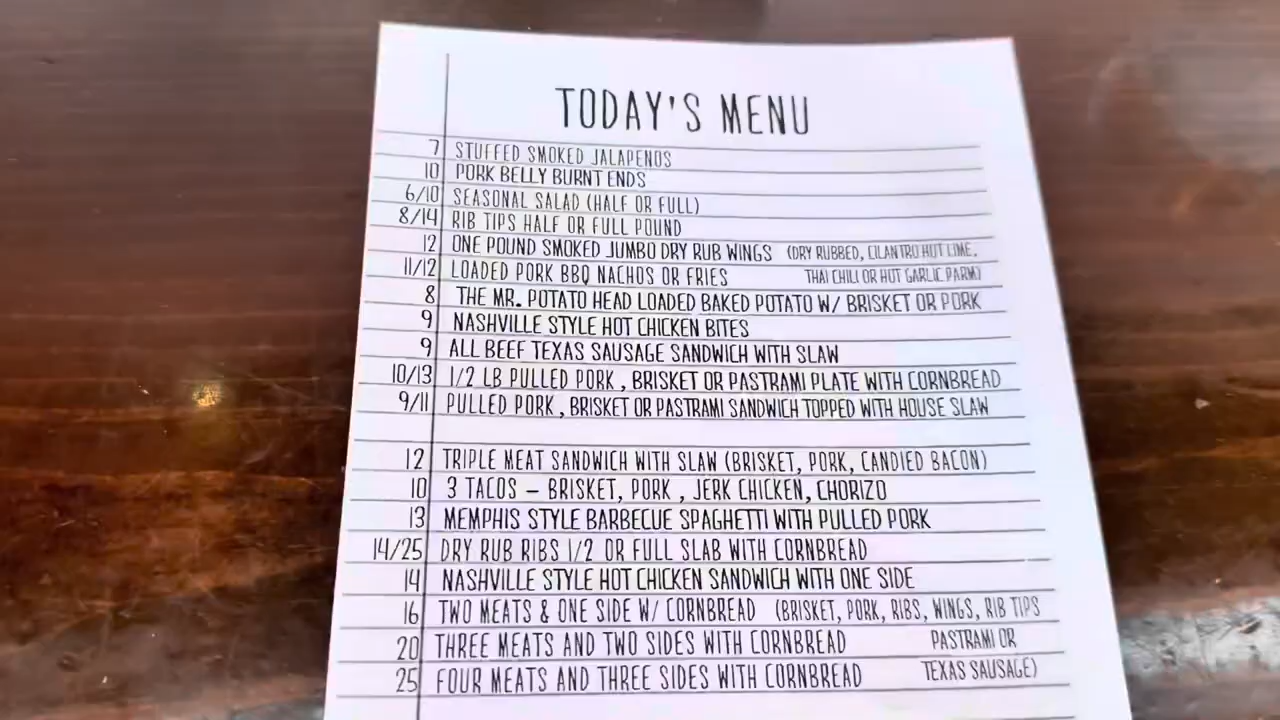 TODAY'S MENU
7 STUFFED SMOKED JALAPENOS
10 PORK BELLY BURNT ENDS
6/10 SEASONAL SALAD (HALF OR FULL)
8/14 RIB TIPS HALF OR FULL POUND
12 ONE POUND SMOKED JUMBO DRY RUB WINGS (DRY RUBBED, CILANTRO HOT LIME,
11/12 LOADED PORK BBQ NACHOS OR FRIES THAI CHILI OR HOT GARLIC PARM)
8 THE MR. POTATO HEAD LOADED BAKED POTATO W/ BRISKET OR PORK
9 NASHVILLE STYLE HOT CHICKEN BITES
9 ALL BEEF TEXAS SAUSAGE SANDWICH WITH SLAW
10/13 1/2 LB PULLED PORK , BRISKET OR PASTRAMI PLATE WITH CORNBREAD
9/11 PULLED PORK , BRISKET OR PASTRAMI SANDWICH TOPPED WITH HOUSE SLAW
12 TRIPLE MEAT SANDWICH WITH SLAW (BRISKET, PORK, CANDIED BACON)
10 3 TACOS – BRISKET, PORK , JERK CHICKEN, CHORIZO
13 MEMPHIS STYLE BARBECUE SPAGHETTI WITH PULLED PORK
14/25 DRY RUB RIBS 1/2 OR FULL SLAB WITH CORNBREAD
14 NASHVILLE STYLE HOT CHICKEN SANDWICH WITH ONE SIDE
16 TWO MEATS & ONE SIDE W/ CORNBREAD (BRISKET, PORK, RIBS, WINGS, RIB TIPS
20 THREE MEATS AND TWO SIDES WITH CORNBREAD PASTRAMI OR
25 FOUR MEATS AND THREE SIDES WITH CORNBREAD TEXAS SAUSAGE)